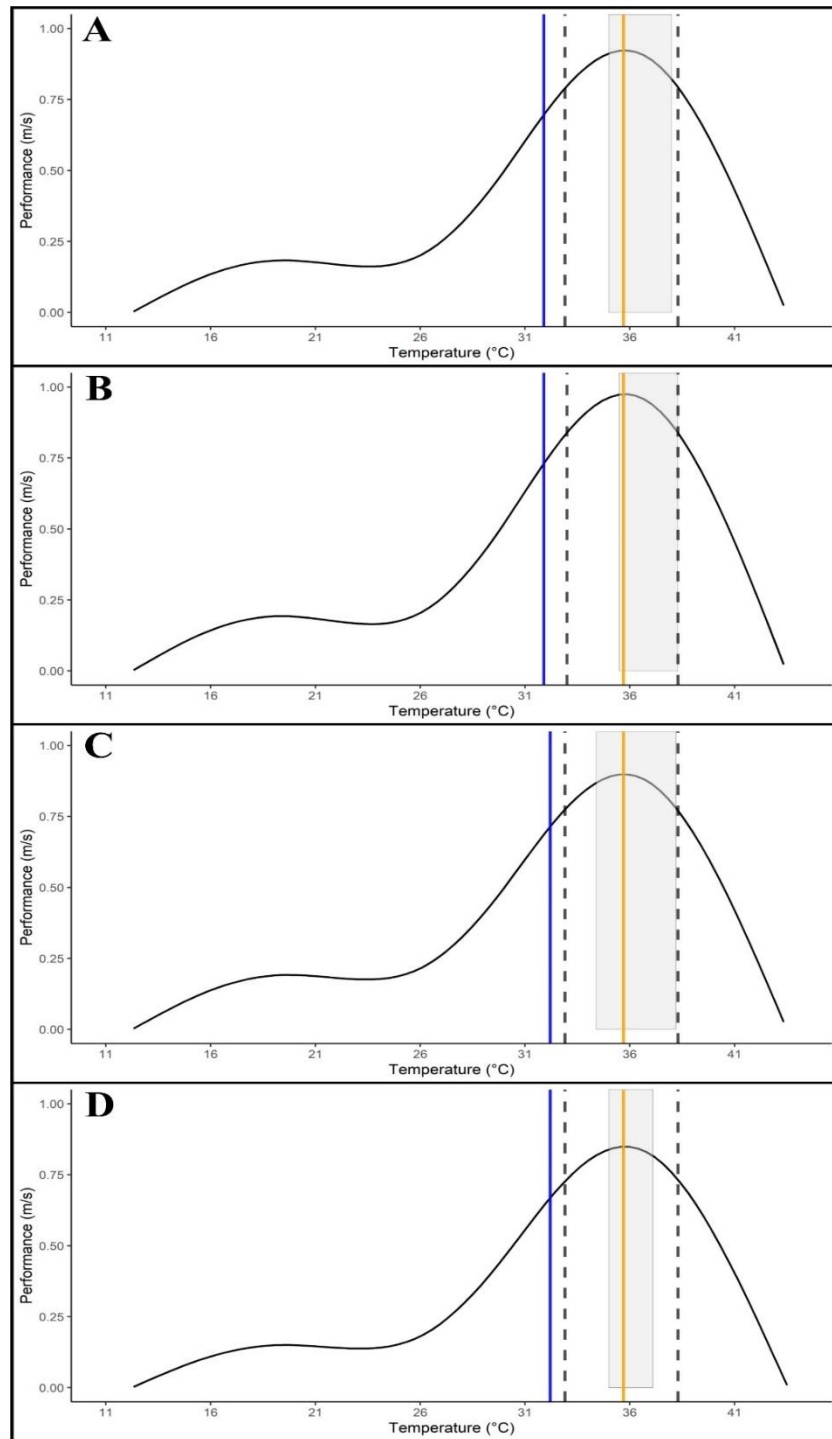 A
1.00
0.75
0.50
0.25
0.00
Performance (m/s)
11 16 21 26 31 36 41
Temperature (°C)
B
1.00
0.75
0.50
0.25
0.00
Performance (m/s)
11 16 21 26 31 36 41
Temperature (°C)
C
1.00
0.75
0.50
0.25
0.00
Performance (m/s)
11 16 21 26 31 36 41
Temperature (°C)
D
1.00
0.75
0.50
0.25
0.00
Performance (m/s)
11 16 21 26 31 36 41
Temperature (°C)